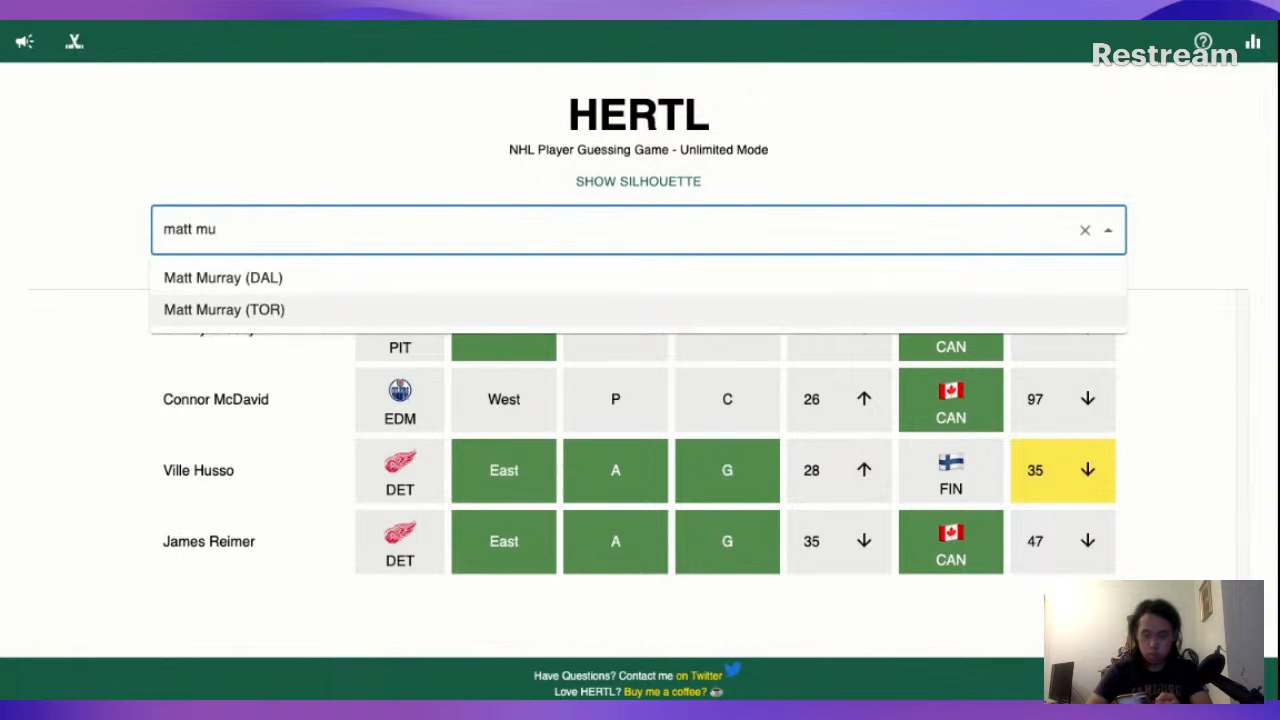 Restream
HERTL
NHL Player Guessing Game - Unlimited Mode
SHOW SILHOUETTE
matt mu
Matt Murray (DAL)
Matt Murray (TOR)
PIT
CAN
Connor McDavid
EDM
West
P
C
26
CAN
97
Ville Husso
DET
East
A
G
28
FIN
35
James Reimer
DET
East
A
G
35
CAN
47
Have Questions? Contact me on Twitter
Love HERTL? Buy me a coffee?